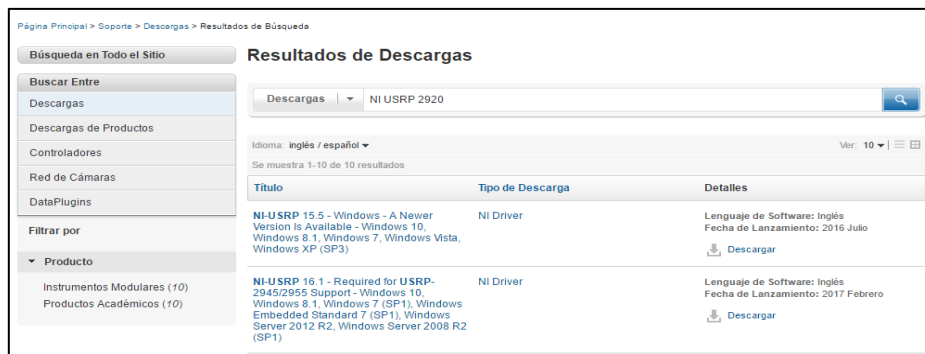 Página Principal > Soporte > Descargas > Resultados de Búsqueda
Búsqueda en Todo el Sitio
Buscar Entre
Descargas
Descargas de Productos
Controladores
Red de Cámaras
DataPlugins
Filtrar por
Producto
Instrumentos Modulares (10)
Productos Académicos (10)
Resultados de Descargas
Descargas NI USRP 2920
Idioma: inglés / español Ver: 10
Se muestra 1-10 de 10 resultados
Título Tipo de Descarga Detalles
NI-USRP 15.5 - Windows - A Newer
Version Is Available - Windows 10,
Windows 8.1, Windows 7, Windows Vista,
Windows XP (SP3)
NI Driver
Lenguaje de Software: Inglés
Fecha de Lanzamiento: 2016 Julio
Descargar
NI-USRP 16.1 - Required for USRP-
2945/2955 Support - Windows 10,
Windows 8.1, Windows 7 (SP1), Windows
Embedded Standard 7 (SP1), Windows
Server 2012 R2, Windows Server 2008 R2
(SP1)
NI Driver
Lenguaje de Software: Inglés
Fecha de Lanzamiento: 2017 Febrero
Descargar